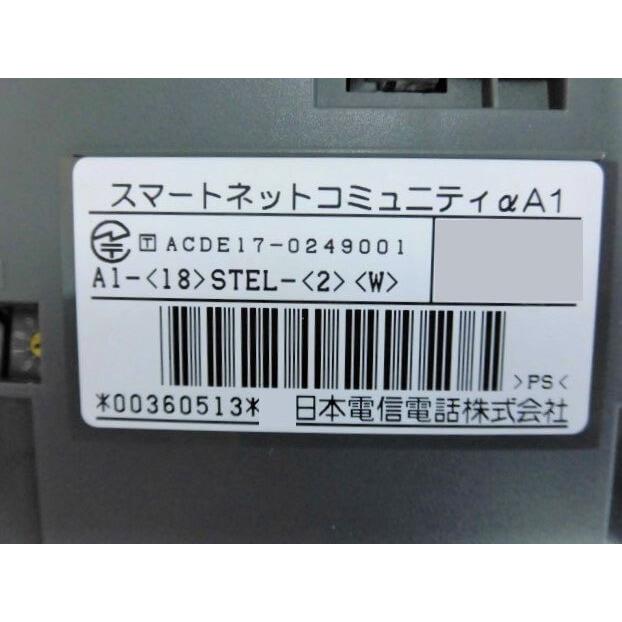 スマートネットコミュニティαA1
T ACDE17-0249001
A1-<18>STEL-<2><W>
>PS<
*00360513* 日本電信電話株式会社